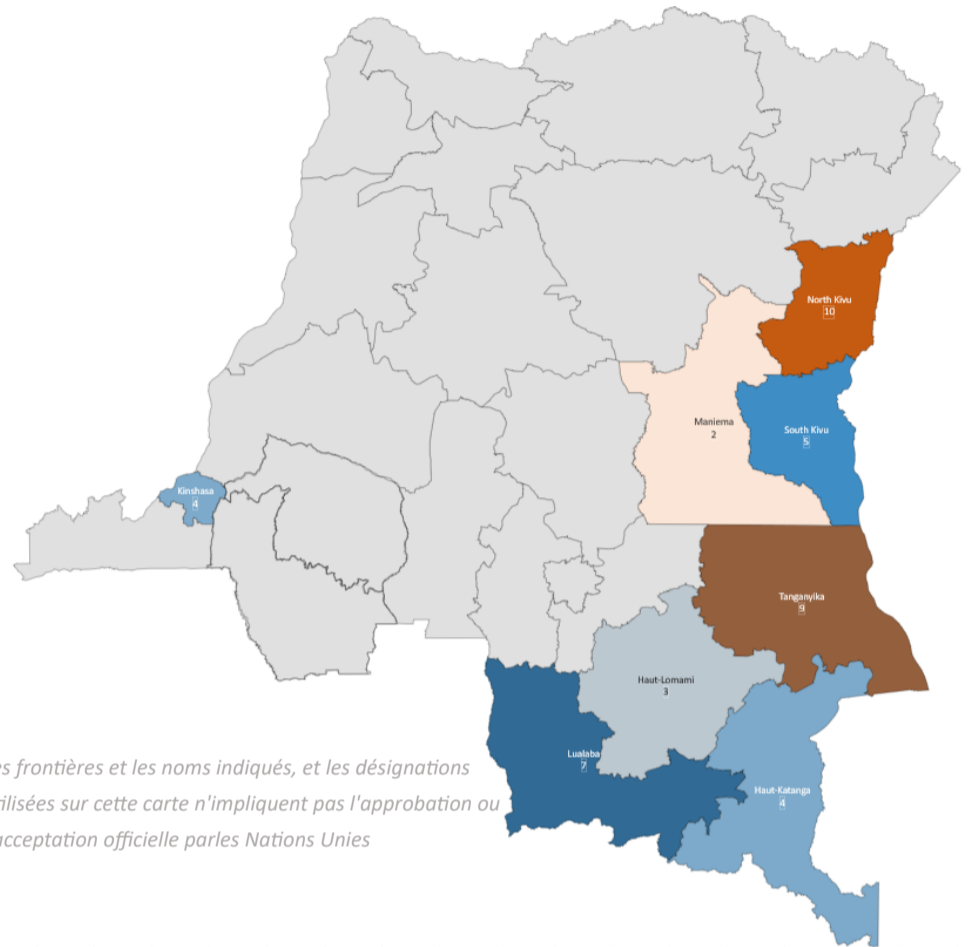 North Kivu
10
Maniema
2
South Kivu
5
Kinshasa
4
Tanganyika
9
Haut-Lomami
3
Lualaba
7
Haut-Katanga
4
es frontières et les noms indiqués, et les désignations
tilisées sur cette carte n'impliquent pas l'approbation ou
acceptation officielle parles Nations Unies